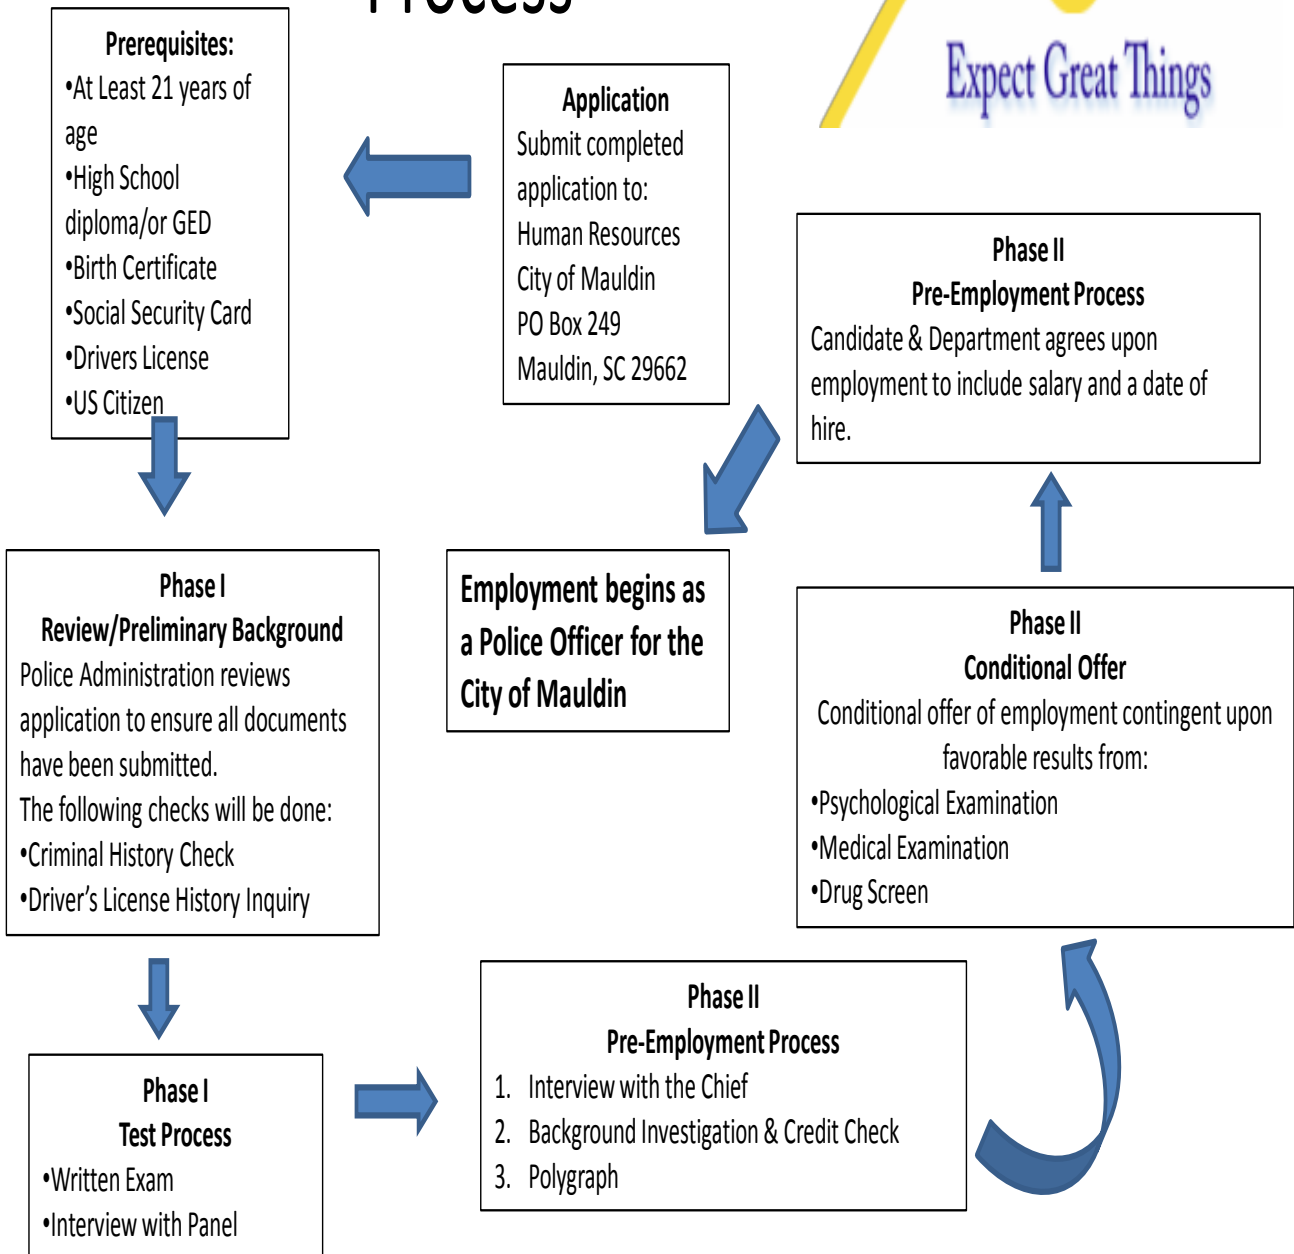 Process
Expect Great Things
Application
Submit completed
application to:
Human Resources
City of Mauldin
PO Box 249
Mauldin, SC 29662
Prerequisites:
•At Least 21 years of
age
•High School
diploma/or GED
•Birth Certificate
•Social Security Card
•Drivers License
•US Citizen
Phase I
Review/Preliminary Background
Police Administration reviews
application to ensure all documents
have been submitted.
The following checks will be done:
•Criminal History Check
•Driver’s License History Inquiry
Phase I
Test Process
•Written Exam
•Interview with Panel
Phase II
Pre-Employment Process
1. Interview with the Chief
2. Background Investigation & Credit Check
3. Polygraph
Phase II
Conditional Offer
Conditional offer of employment contingent upon
favorable results from:
•Psychological Examination
•Medical Examination
•Drug Screen
Phase II
Pre-Employment Process
Candidate & Department agrees upon
employment to include salary and a date of
hire.
Employment begins as
a Police Officer for the
City of Mauldin